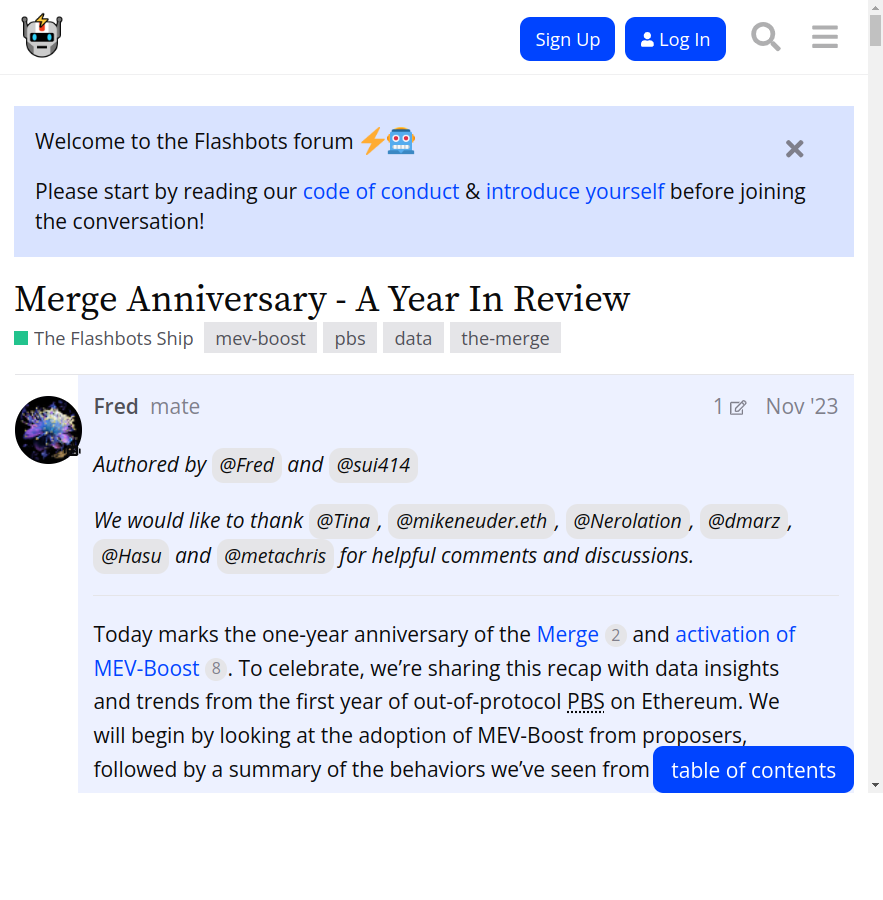 Sign Up
Log In
Welcome to the Flashbots forum
Please start by reading our code of conduct & introduce yourself before joining
the conversation!
Merge Anniversary - A Year In Review
The Flashbots Ship mev-boost pbs data the-merge
Fred mate 1 Nov '23
Authored by @Fred and @sui414
We would like to thank @Tina, @mikeneuder.eth, @Nerolation, @dmarz,
@Hasu and @metachris for helpful comments and discussions.
Today marks the one-year anniversary of the Merge 2 and activation of
MEV-Boost 8. To celebrate, we’re sharing this recap with data insights
and trends from the first year of out-of-protocol PBS on Ethereum. We
will begin by looking at the adoption of MEV-Boost from proposers,
followed by a summary of the behaviors we’ve seen from
table of contents